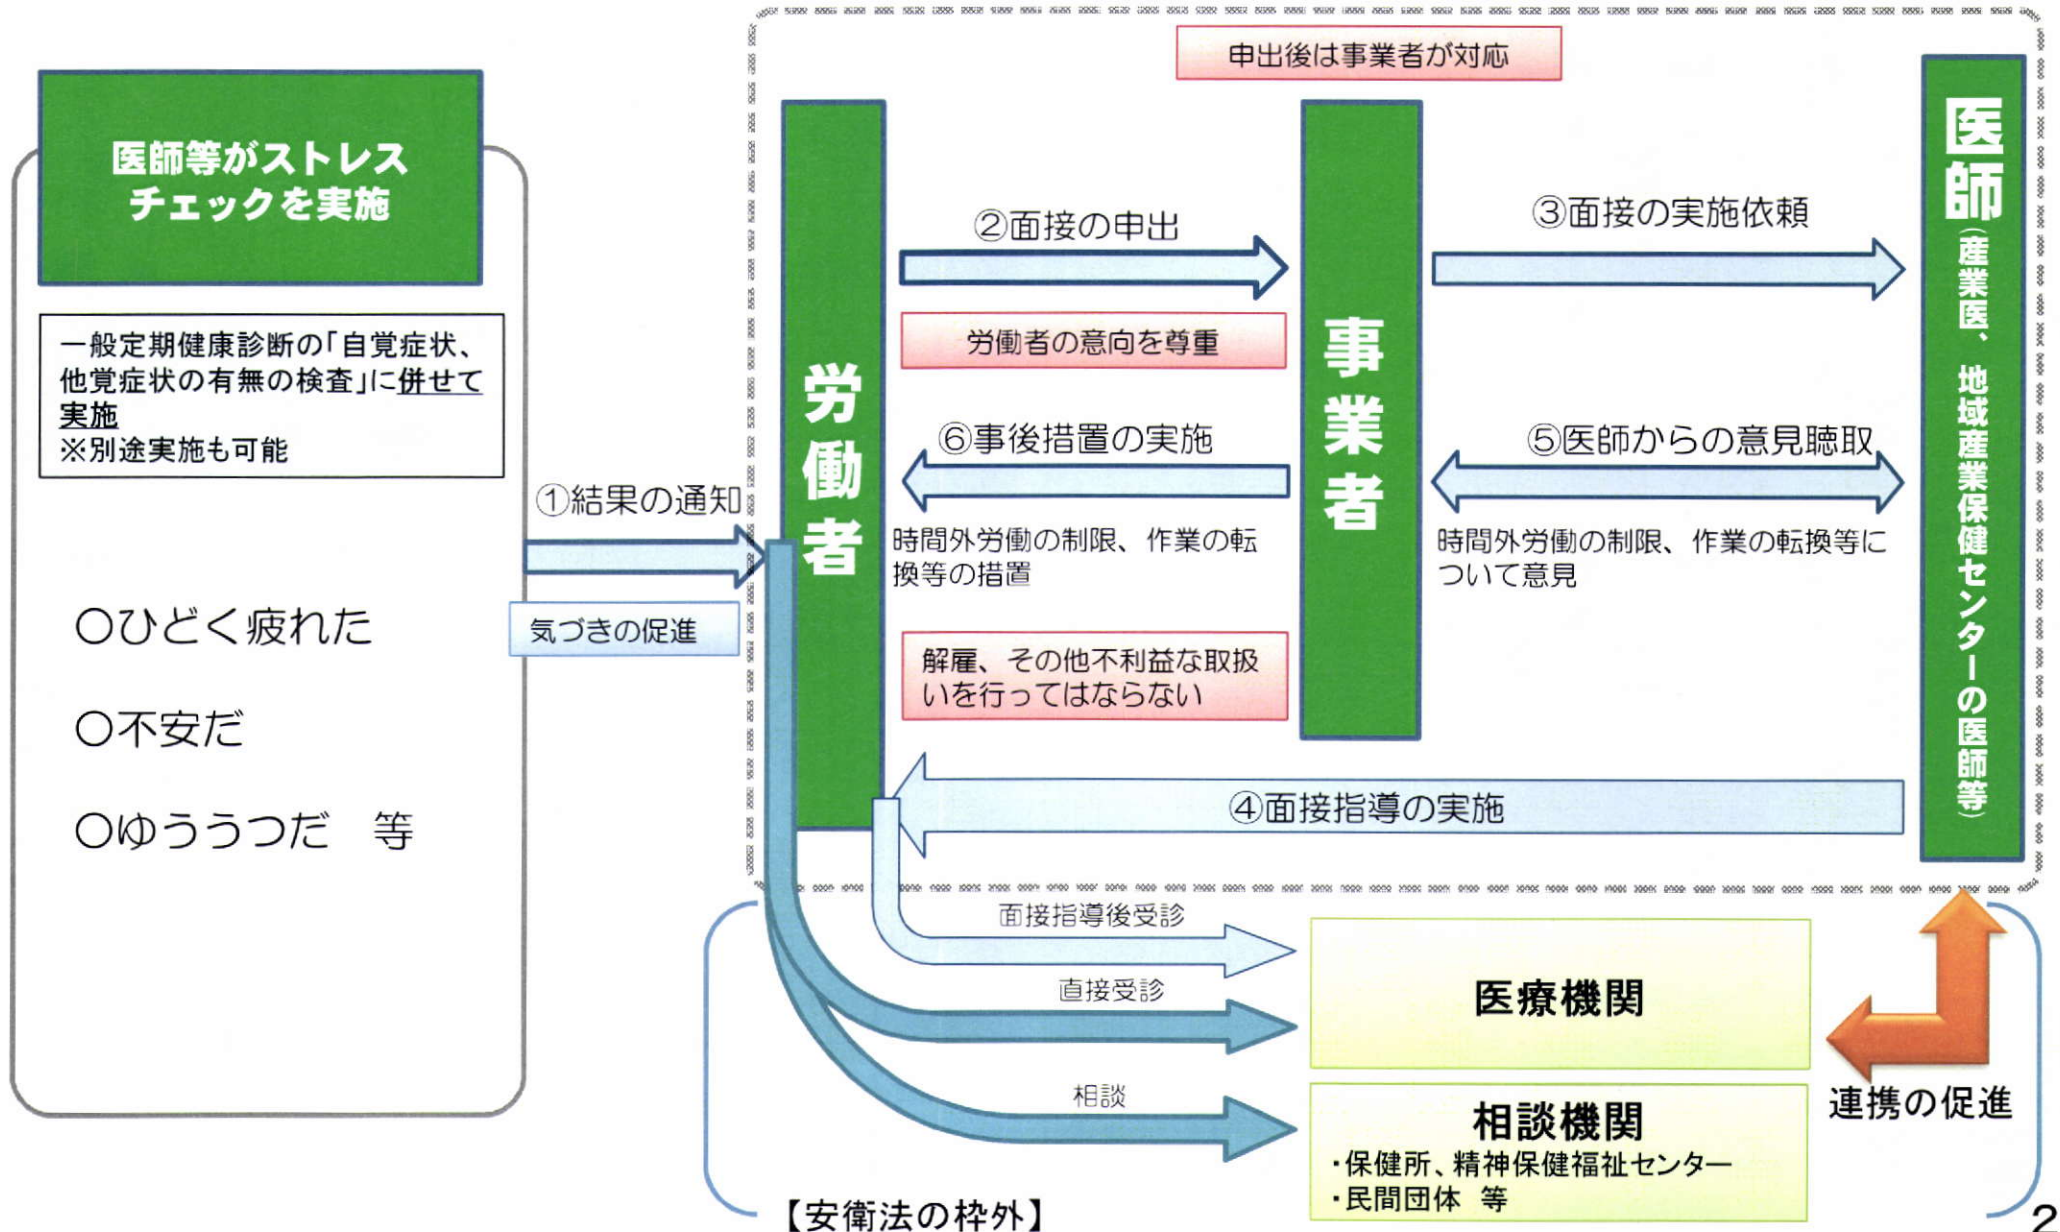 医師等がストレス
チェックを実施
一般定期健康診断の「自覚症状、
他覚症状の有無の検査」に併せて
実施
※別途実施も可能
〇ひどく疲れた
〇不安だ
〇ゆううつだ　等
①結果の通知
気づきの促進
申出後は事業者が対応
労働者
②面接の申出
労働者の意向を尊重
⑥事後措置の実施
時間外労働の制限、作業の転
換等の措置
解雇、その他不利益な取扱
いを行ってはならない
事業者
③面接の実施依頼
⑤医師からの意見聴取
時間外労働の制限、作業の転換等に
ついて意見
④面接指導の実施
医師(産業医、地域産業保健センターの医師等)
面接指導後受診
直接受診
相談
医療機関
相談機関
・保健所、精神保健福祉センター
・民間団体　等
連携の促進
【安衛法の枠外】
2